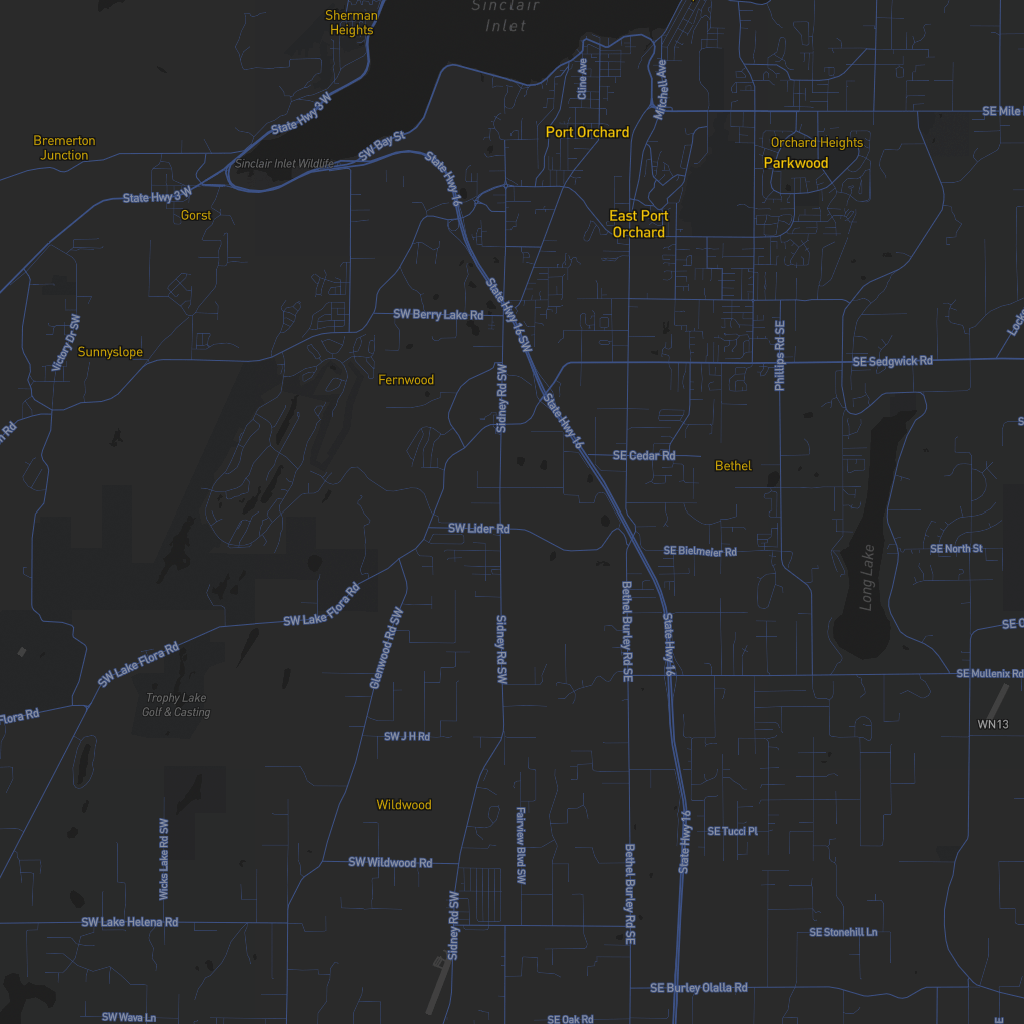 Sinclair
Inlet
Sherman
Heights
Cline Ave
Mitchell Ave
State Hwy 3 W
SE Mile
Port Orchard
Bremerton
Junction
SW Bay St
Orchard Heights
Parkwood
Sinclair Inlet Wildlife
State Hwy 16
State Hwy 3 W
Gorst
East Port
Orchard
SW Berry Lake Rd
State Hwy 16 SW
Victory Dr SW
Sunnyslope
Phillips Rd SE
SE Sedgwick Rd
Fernwood
Sidney Rd SW
State Hwy 16
SE Cedar Rd
Bethel
SW Lider Rd
SE Bielmeier Rd
SE North St
Long Lake
SW Lake Flora Rd
Bethel Burley Rd SE
State Hwy 16
Sidney Rd SW
Glenwood Rd SW
SW Lake Flora Rd
SE Mullenix Rd
Trophy Lake
Golf & Casting
Flora Rd
WN13
SW J H Rd
Wildwood
Fairview Blvd SW
State Hwy 16
SE Tucci Pl
Wicks Lake Rd SW
SW Wildwood Rd
Bethel Burley Rd SE
Sidney Rd SW
SW Lake Helena Rd
SE Stonehill Ln
SE Burley Olalla Rd
SW Wava Ln
SE Oak Rd